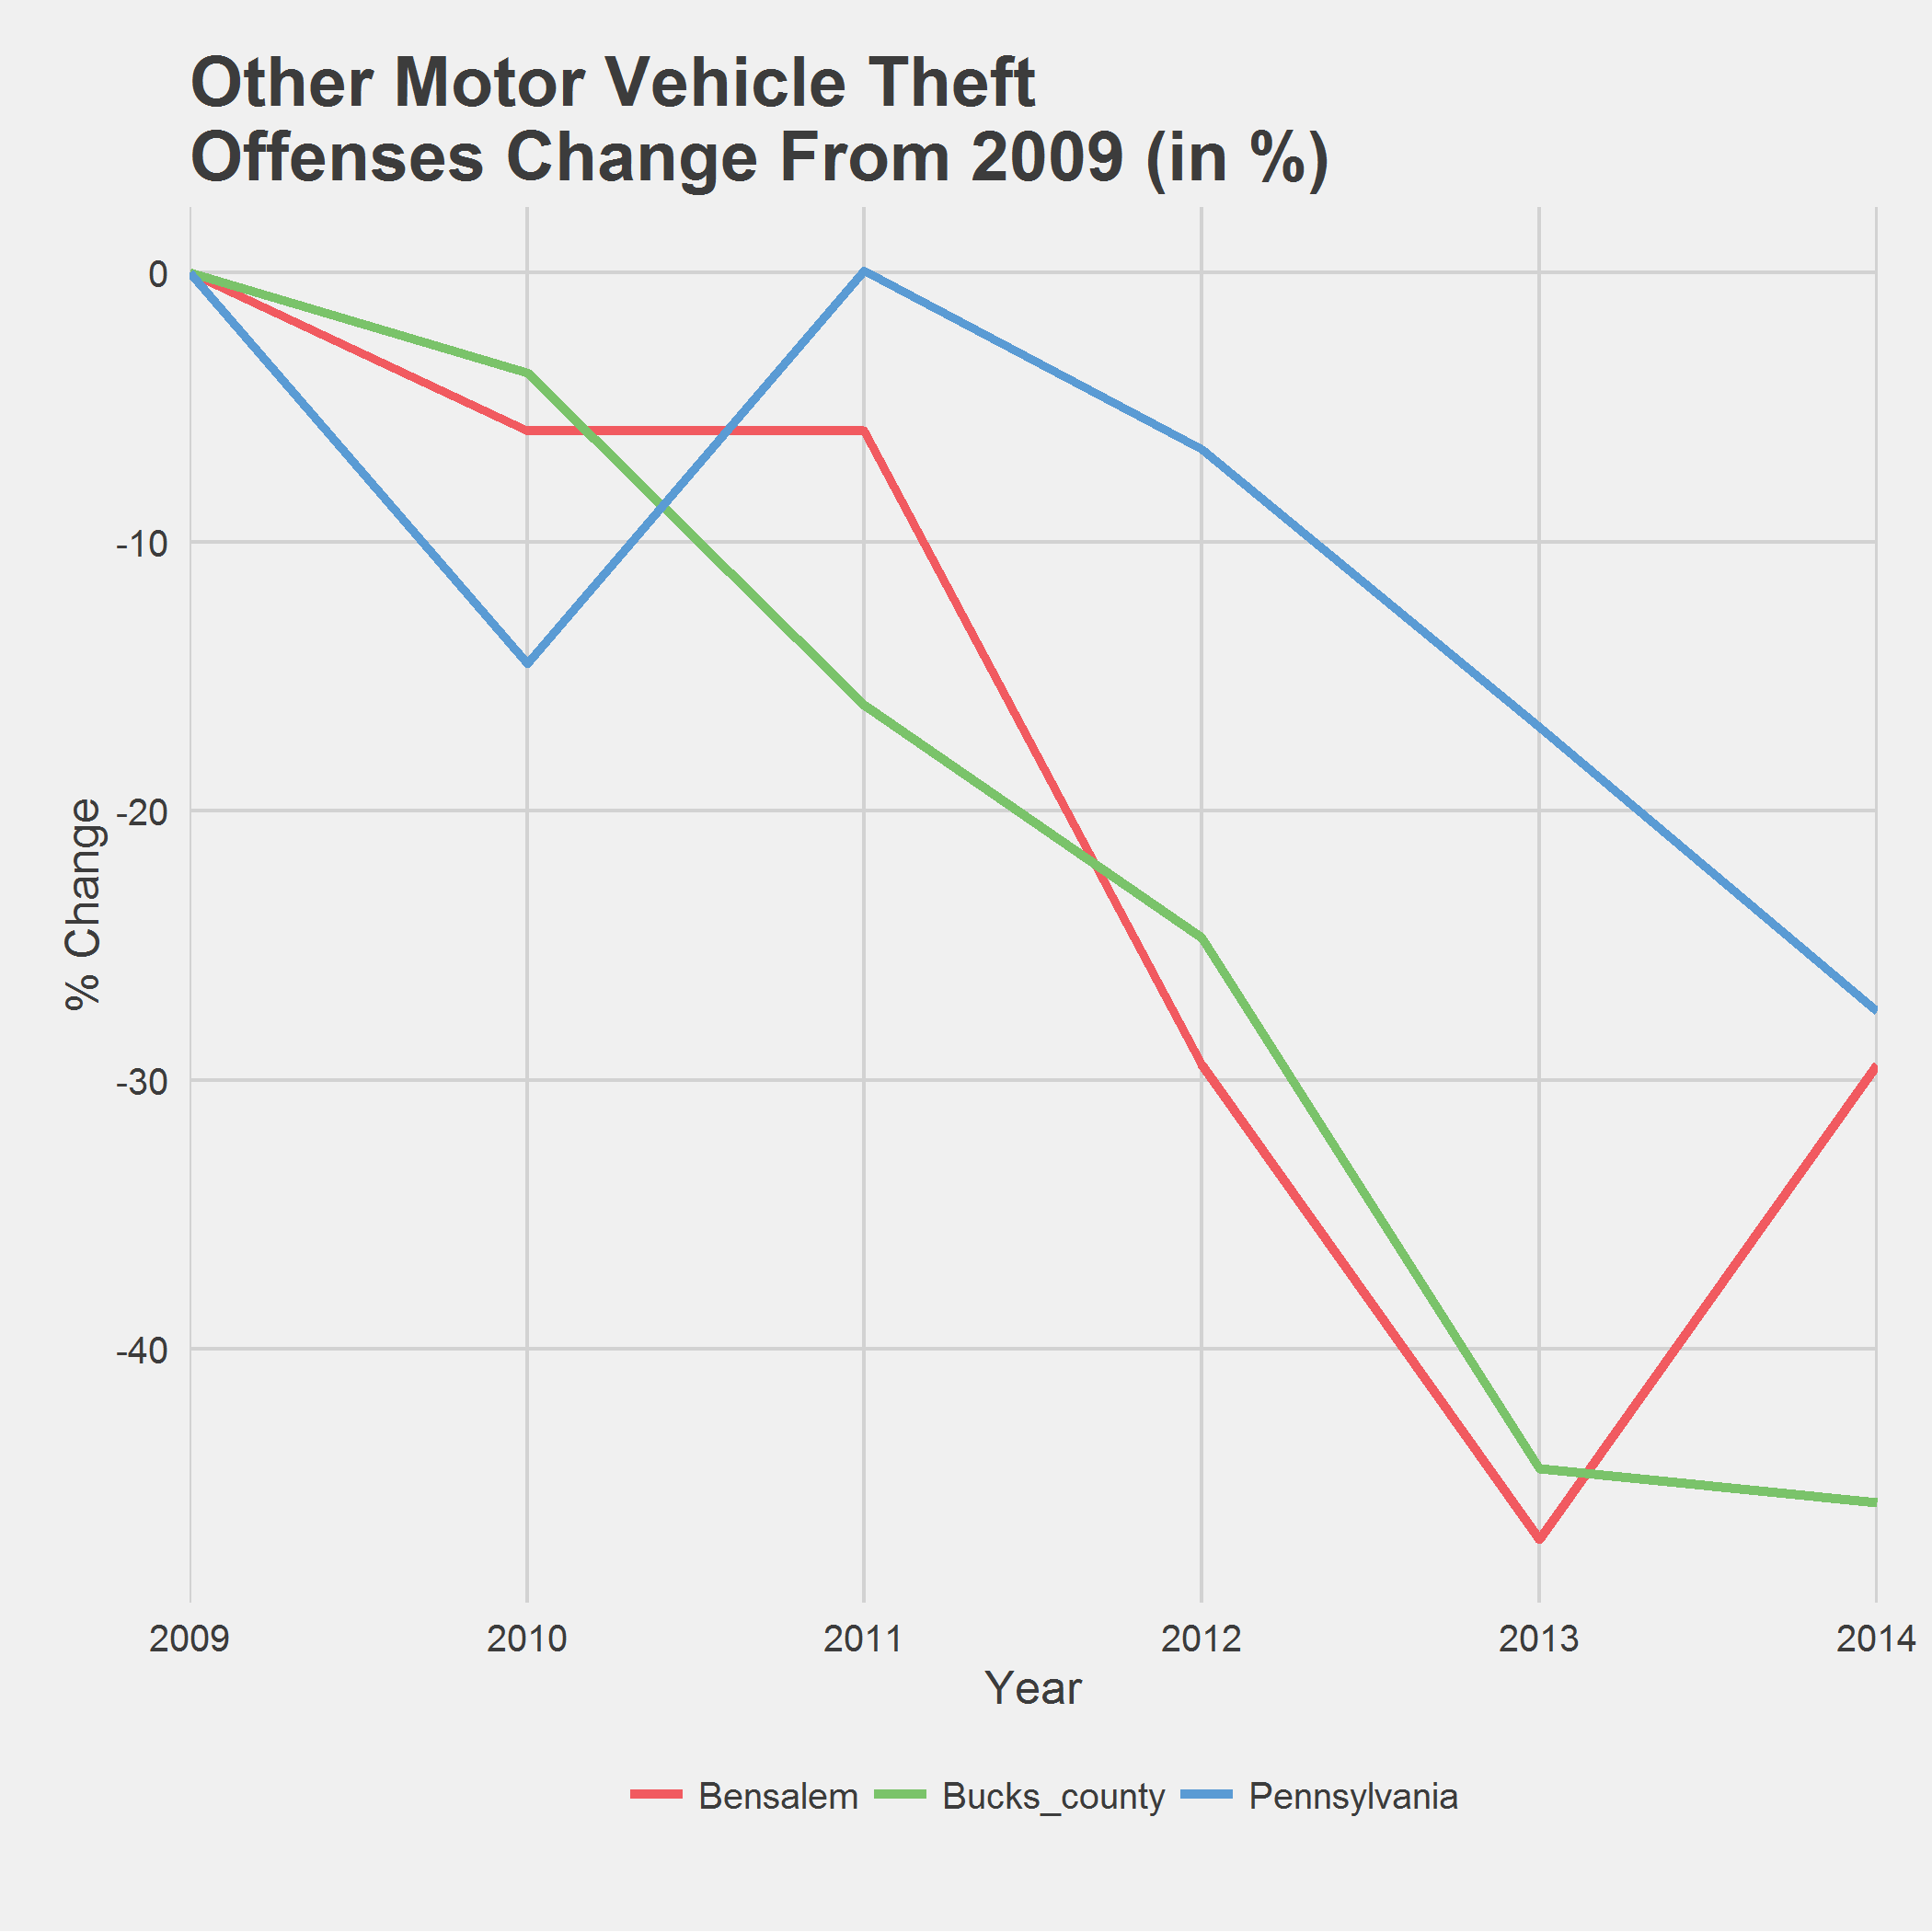 Other Motor Vehicle Theft
Offenses Change From 2009 (in %)
0
-10
-20
-30
-40
% Change
2009 2010 2011 2012 2013 2014
Year
Bensalem Bucks_county Pennsylvania